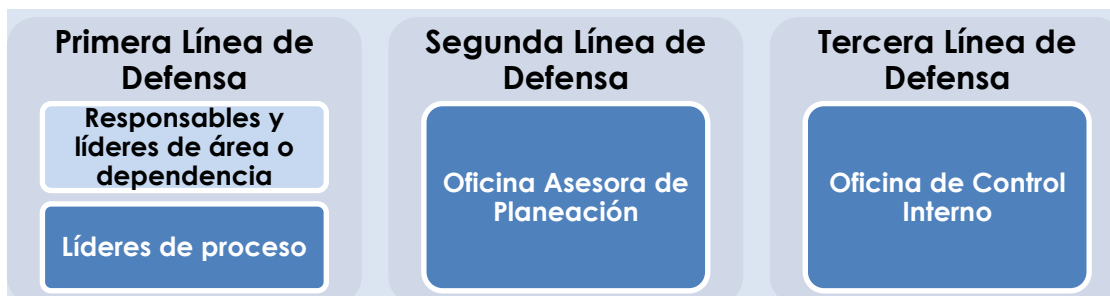 Primera Línea de
Defensa
Responsables y
líderes de área o
dependencia
Líderes de proceso
Segunda Línea de
Defensa
Oficina Asesora de
Planeación
Tercera Línea de
Defensa
Oficina de Control
Interno